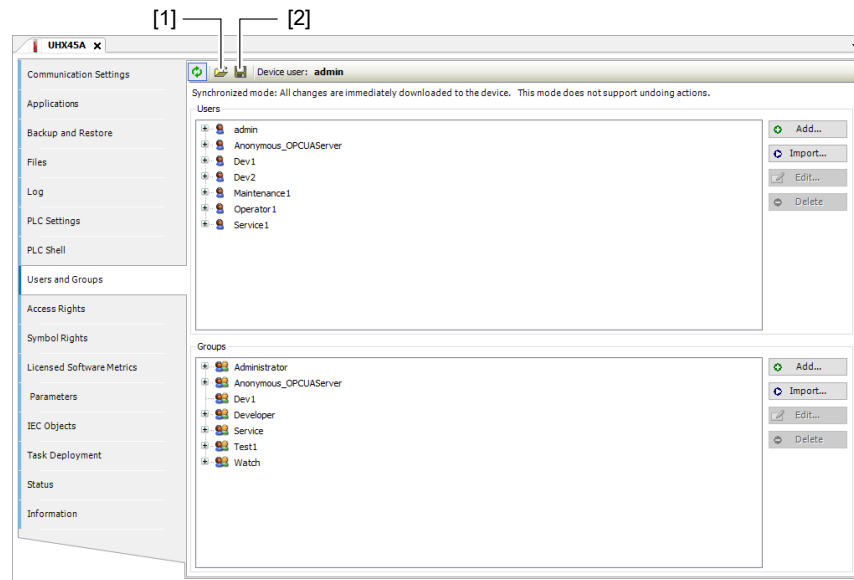 [1] [2]
UHX45A X
Communication Settings
Applications
Backup and Restore
Files
Log
PLC Settings
PLC Shell
Users and Groups
Access Rights
Symbol Rights
Licensed Software Metrics
Parameters
IEC Objects
Task Deployment
Status
Information
Device user: admin
Synchronized mode: All changes are immediately downloaded to the device. This mode does not support undoing actions.
Users
admin
Anonymous_OPCUAServer
Dev1
Dev2
Maintenance1
Operator1
Service1
Add...
Import...
Edit...
Delete
Groups
Administrator
Anonymous_OPCUAServer
Dev1
Developer
Service
Test1
Watch
Add...
Import...
Edit...
Delete